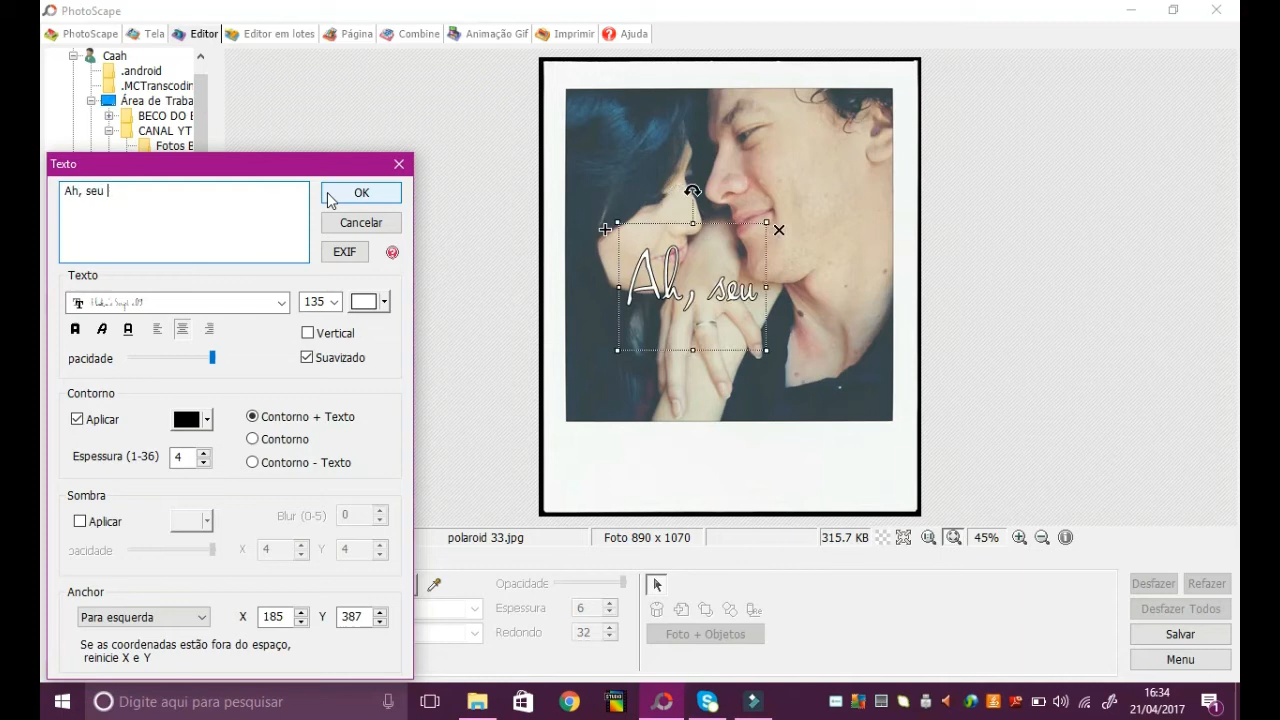 PhotoScape
PhotoScape Tela Editor Editor em lotes Página Combine Animação Gif Imprimir Ajuda
Caah
.android
.MCTranscodin
Área de Traba
BECO DO
CANAL YT
Fotos
Texto
Ah, seu
OK
Cancelar
EXIF
Texto
135
Vertical
pacidade
Suavizado
Contorno
Aplicar
Contorno + Texto
Contorno
Espessura (1-36) 4
Contorno - Texto
Sombra
Aplicar
Blur (0-5) 0
pacidade X 4 Y 4
Anchor
Para esquerda X 185 Y 387
Se as coordenadas estão fora do espaço,
reinicie X e Y
Ah, seu
polaroid 33.jpg Foto 890 x 1070 315.7 KB 45%
Opacidade
Espessura 6
Redondo 32
Foto + Objetos
Desfazer Refazer
Desfazer Todos
Salvar
Menu
Digite aqui para pesquisar
16:34
21/04/2017
1